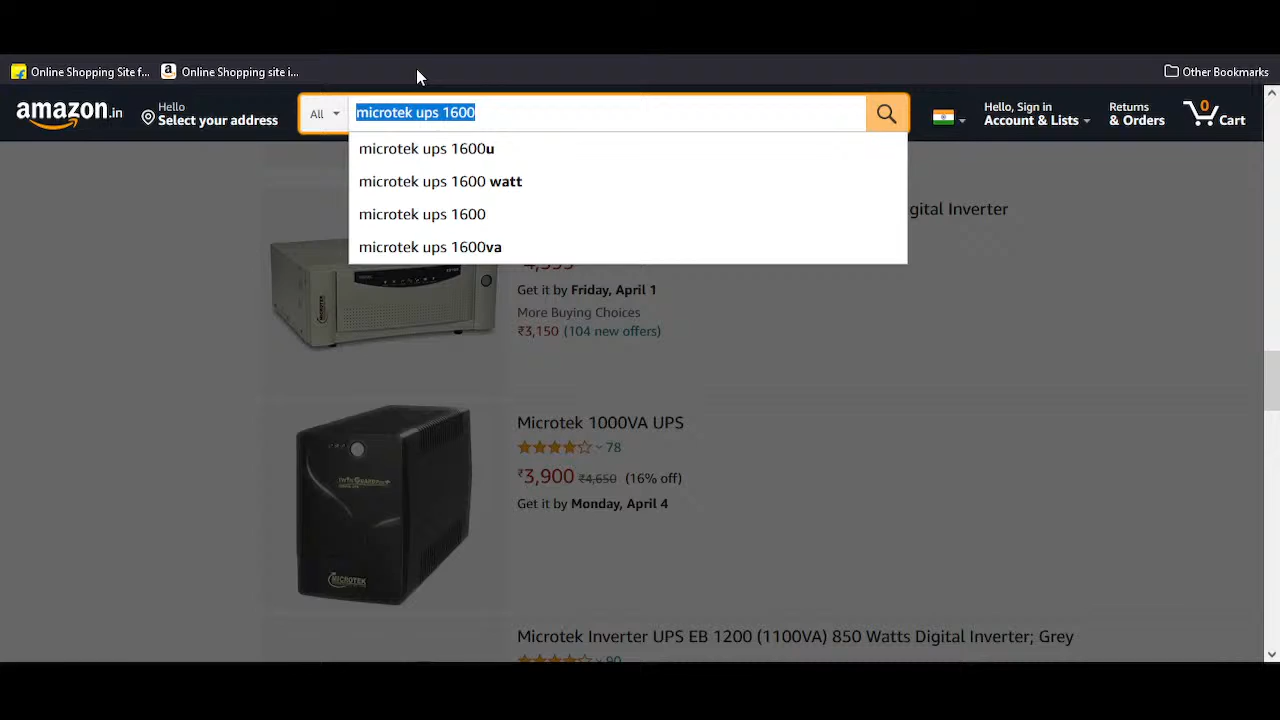 Online Shopping Site f...
Online Shopping site i...
Other Bookmarks
amazon.in
Hello
Select your address
All
microtek ups 1600
Hello, Sign in
Account & Lists
Returns
& Orders
0
Cart
microtek ups 1600u
microtek ups 1600 watt
microtek ups 1600
microtek ups 1600va
gital Inverter
Get it by Friday, April 1
More Buying Choices
₹3,150 (104 new offers)
MICROTEK
Microtek 1000VA UPS
78
₹3,900 ₹4,650 (16% off)
Get it by Monday, April 4
MICROTEK
Microtek Inverter UPS EB 1200 (1100VA) 850 Watts Digital Inverter; Grey
90